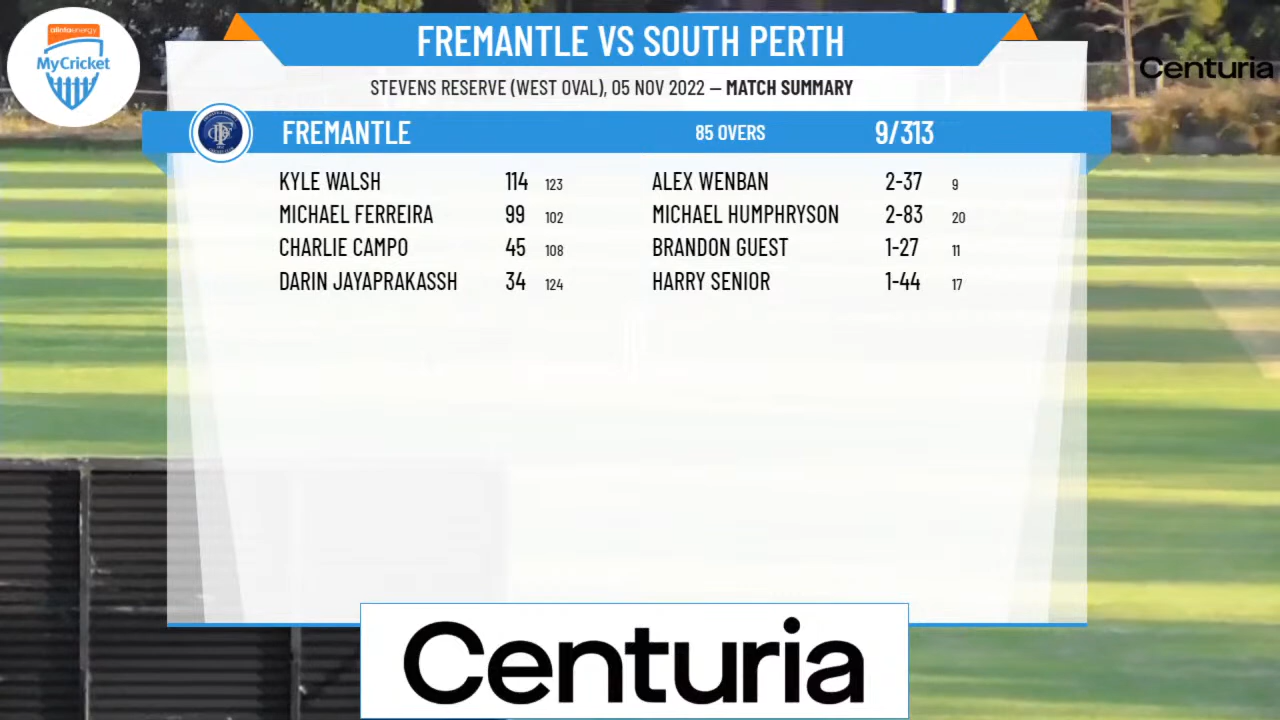 alintaenergy
MyCricket
Centuria
FREMANTLE VS SOUTH PERTH
STEVENS RESERVE (WEST OVAL), 05 NOV 2022 – MATCH SUMMARY
FREMANTLE 85 OVERS 9/313
KYLE WALSH 114 123 ALEX WENBAN 2-37 9
MICHAEL FERREIRA 99 102 MICHAEL HUMPHRYSON 2-83 20
CHARLIE CAMPO 45 108 BRANDON GUEST 1-27 11
DARIN JAYAPRAKASSH 34 124 HARRY SENIOR 1-44 17
Centuria